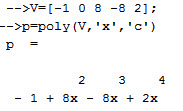 -->V=[-1 0 8 -8 2];
-->p=poly(V,'x','c')
p =
2 3 4
- 1 + 8x - 8x + 2x